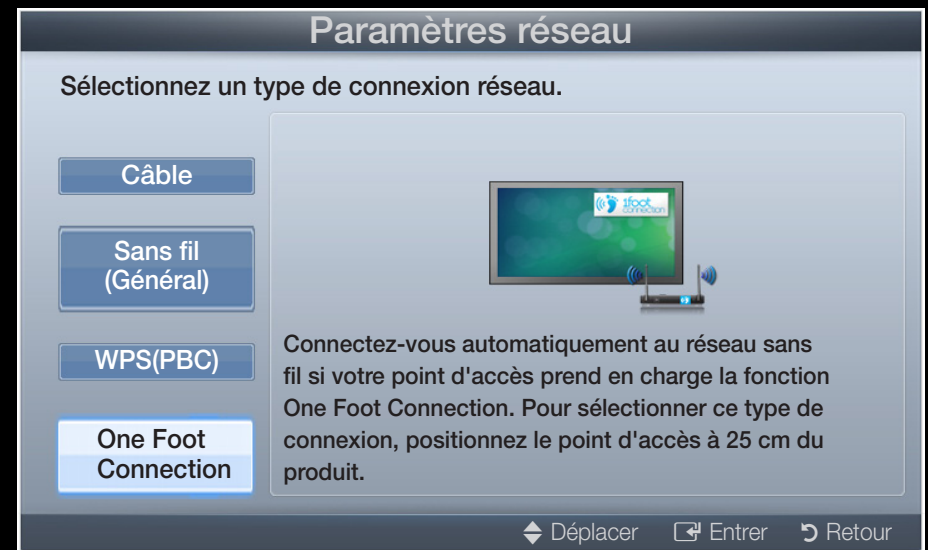 Paramètres réseau
Sélectionnez un type de connexion réseau.
Câble
Sans fil
(Général)
WPS(PBC)
One Foot
Connection
1foot
connection
Connectez-vous automatiquement au réseau sans
fil si votre point d'accès prend en charge la fonction
One Foot Connection. Pour sélectionner ce type de
connexion, positionnez le point d'accès à 25 cm du
produit.
Déplacer Entrer Retour